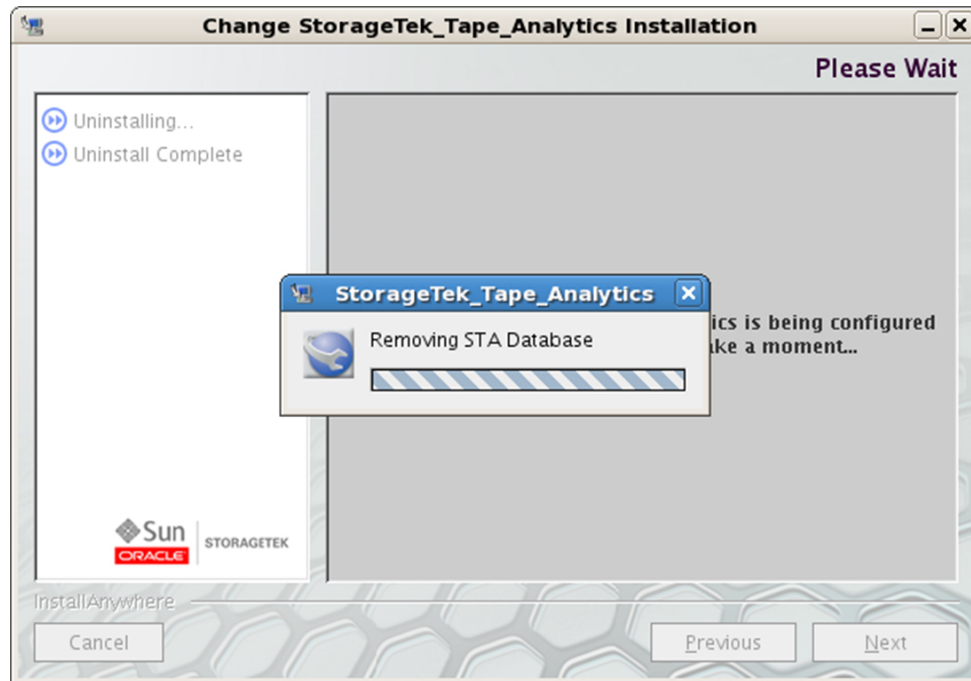 Change StorageTek_Tape_Analytics Installation
Please Wait
Uninstalling...
Uninstall Complete
StorageTek_Tape_Analytics
Removing STA Database
ics is being configured
ke a moment...
Sun
ORACLE
STORAGETEK
InstallAnywhere
Cancel
Previous
Next